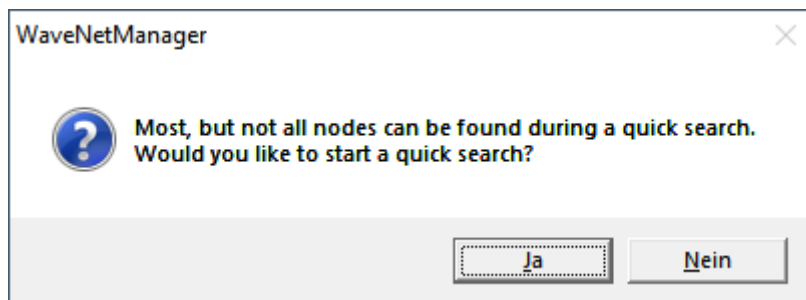 WaveNetManager
Most, but not all nodes can be found during a quick search.
Would you like to start a quick search?
Ja
Nein